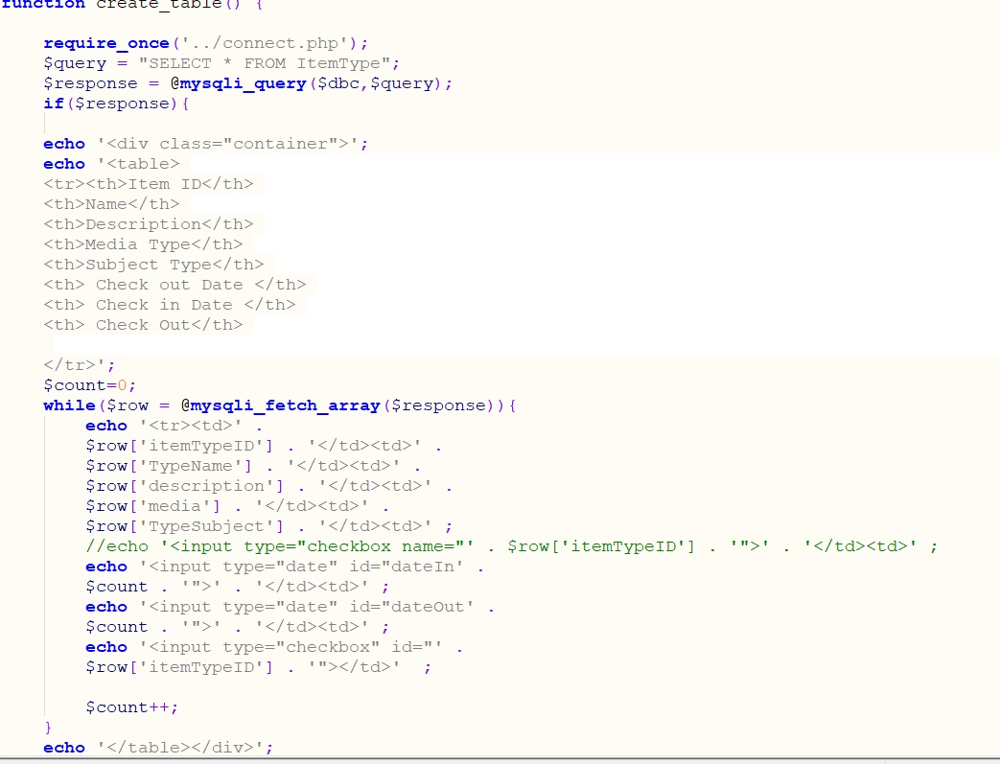 function create_table() {
require_once('../connect.php');
$query = "SELECT * FROM ItemType";
$response = @mysqli_query($dbc,$query);
if($response){
echo '<div class="container">';
echo '<table>
<tr><th>Item ID</th>
<th>Name</th>
<th>Description</th>
<th>Media Type</th>
<th>Subject Type</th>
<th> Check out Date </th>
<th> Check in Date </th>
<th> Check Out</th>
</tr>';
$count=0;
while($row = @mysqli_fetch_array($response)){
echo '<tr><td>' .
$row['itemTypeID'] . '</td><td>' .
$row['TypeName'] . '</td><td>' .
$row['description'] . '</td><td>' .
$row['media'] . '</td><td>' .
$row['TypeSubject'] . '</td><td>' ;
//echo '<input type="checkbox name="' . $row['itemTypeID'] . '">' . '</td><td>' ;
echo '<input type="date" id="dateIn' .
$count . '">' . '</td><td>' ;
echo '<input type="date" id="dateOut' .
$count . '">' . '</td><td>' ;
echo '<input type="checkbox" id="' .
$row['itemTypeID'] . '"></td>'  ;
$count++;
}
echo '</table></div>';